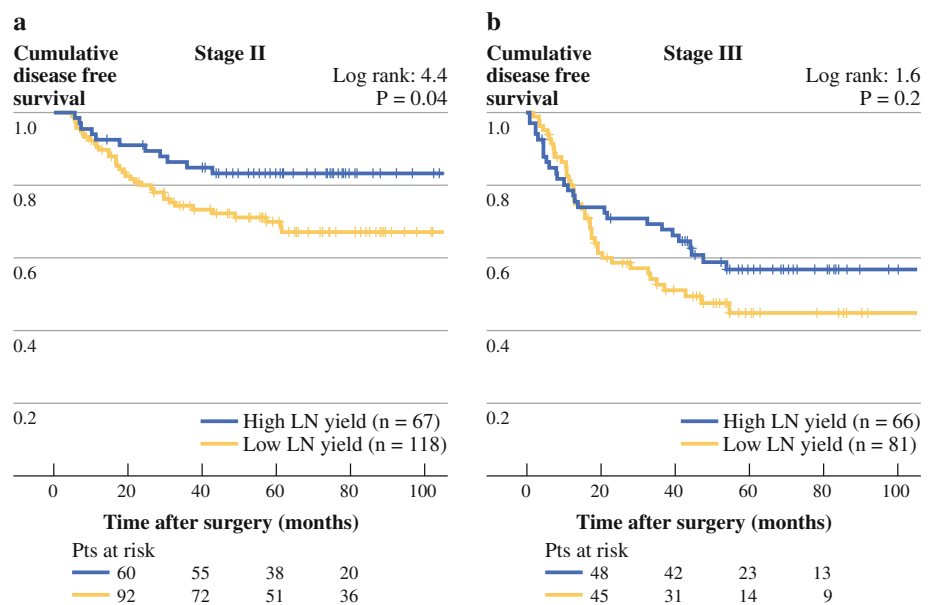 a
Cumulative disease free survival
Stage II
Log rank: 4.4
P = 0.04
1.0
0.8
0.6
0.4
0.2
High LN yield (n = 67)
Low LN yield (n = 118)
0 20 40 60 80 100
Time after surgery (months)
Pts at risk
60 55 38 20
92 72 51 36
b
Cumulative disease free survival
Stage III
Log rank: 1.6
P = 0.2
1.0
0.8
0.6
0.4
0.2
High LN yield (n = 66)
Low LN yield (n = 81)
0 20 40 60 80 100
Time after surgery (months)
Pts at risk
48 42 23 13
45 31 14 9